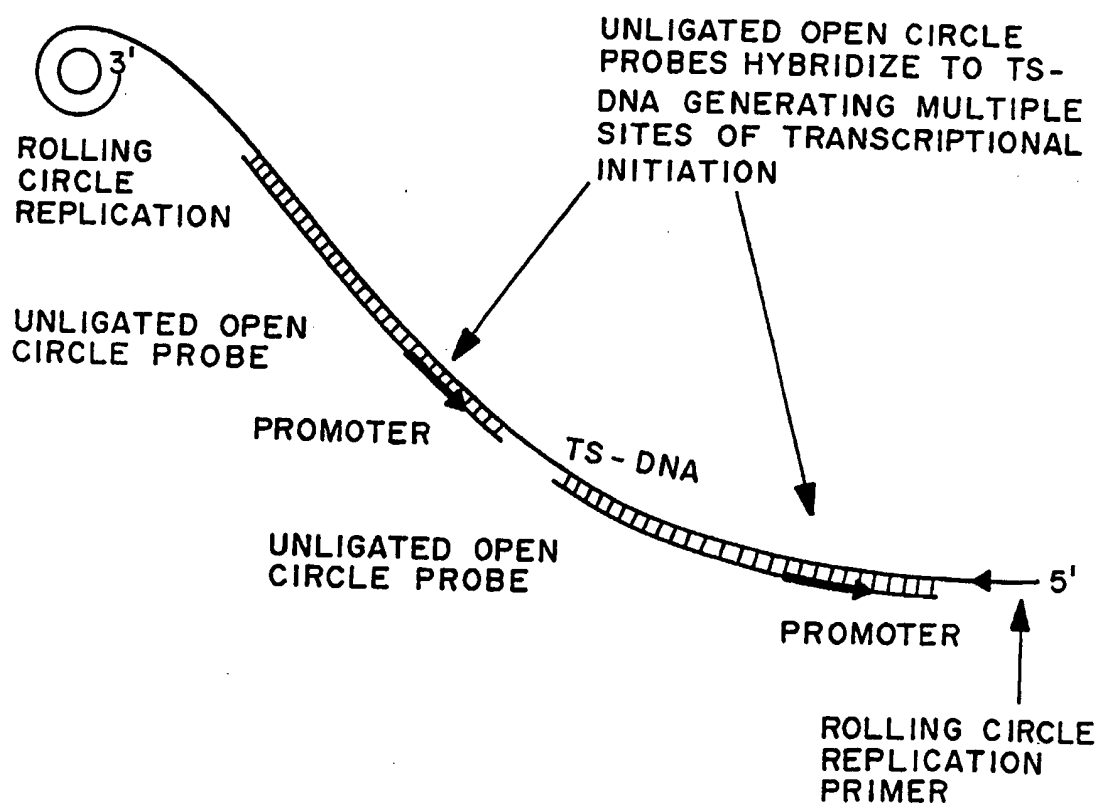 UNLIGATED OPEN CIRCLE
PROBES HYBRIDIZE TO TS-
DNA GENERATING MULTIPLE
SITES OF TRANSCRIPTIONAL
INITIATION
3'
ROLLING
CIRCLE
REPLICATION
UNLIGATED OPEN
CIRCLE PROBE
PROMOTER
TS-DNA
UNLIGATED OPEN
CIRCLE PROBE
5'
PROMOTER
ROLLING CIRCLE
REPLICATION
PRIMER